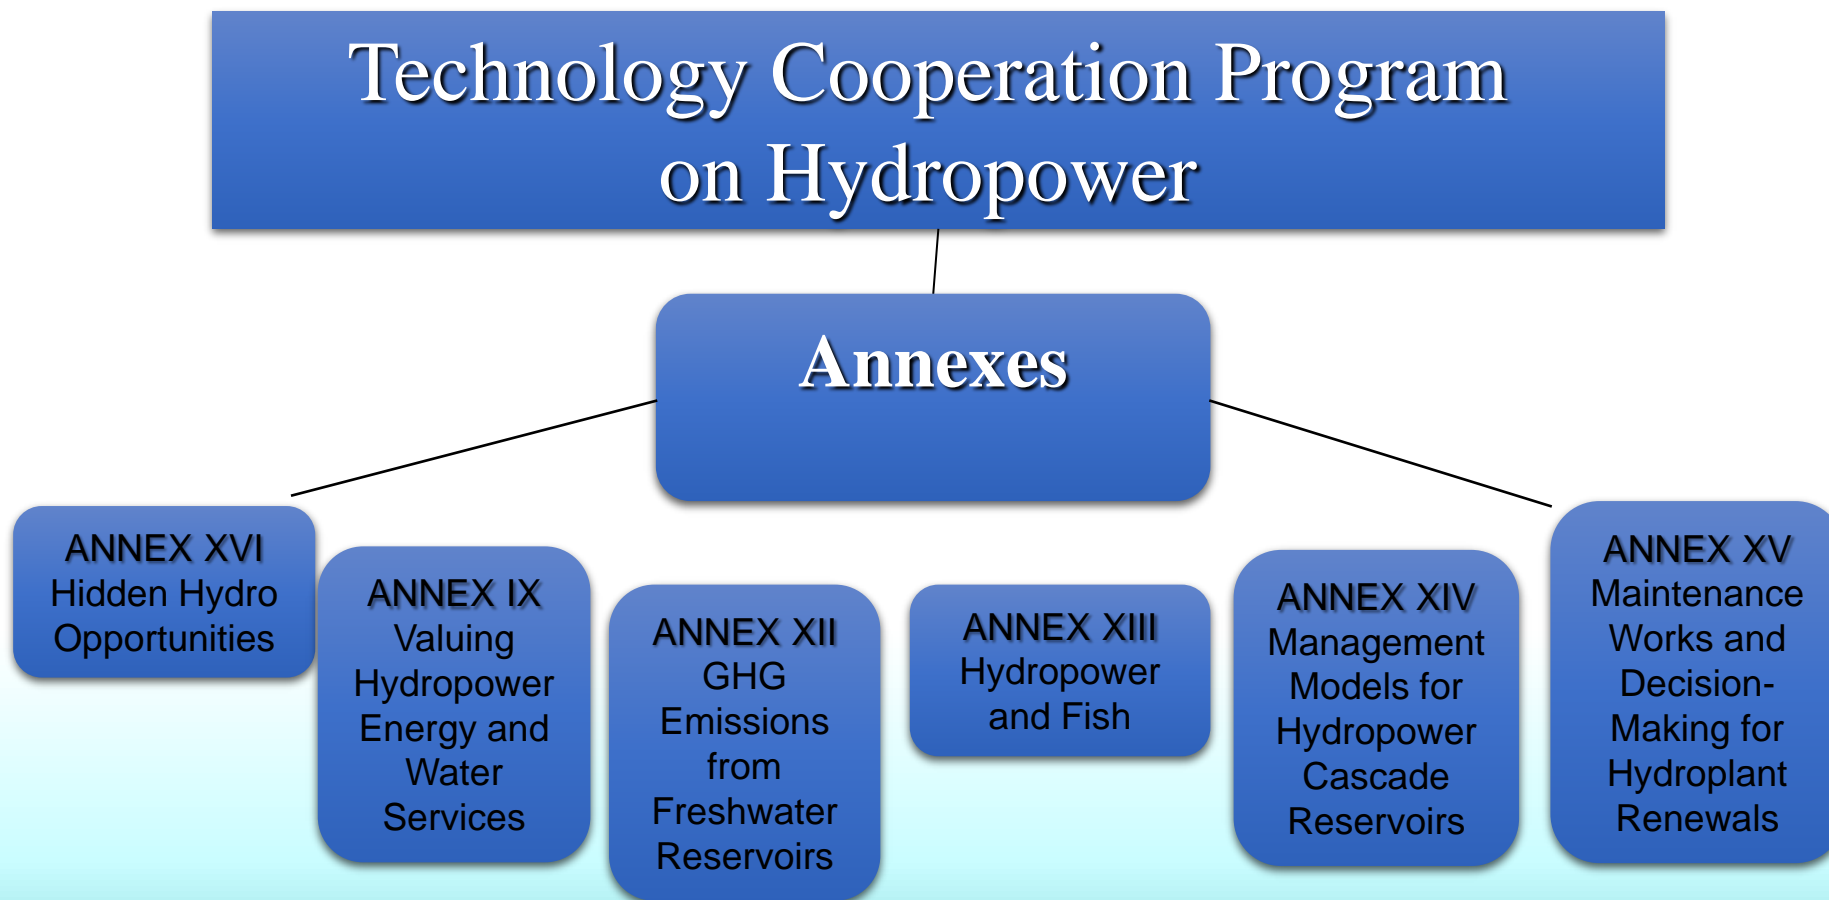 Technology Cooperation Program
on Hydropower
Annexes
ANNEX XVI
Hidden Hydro
Opportunities
ANNEX IX
Valuing
Hydropower
Energy and
Water
Services
ANNEX XII
GHG
Emissions
from
Freshwater
Reservoirs
ANNEX XIII
Hydropower
and Fish
ANNEX XIV
Management
Models for
Hydropower
Cascade
Reservoirs
ANNEX XV
Maintenance
Works and
Decision-
Making for
Hydroplant
Renewals